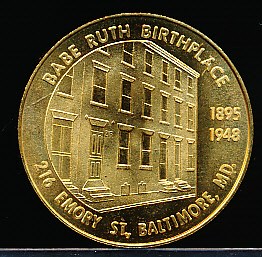 BABE RUTH BIRTHPLACE
1895
1948
216 EMORY ST., BALTIMORE, MD.